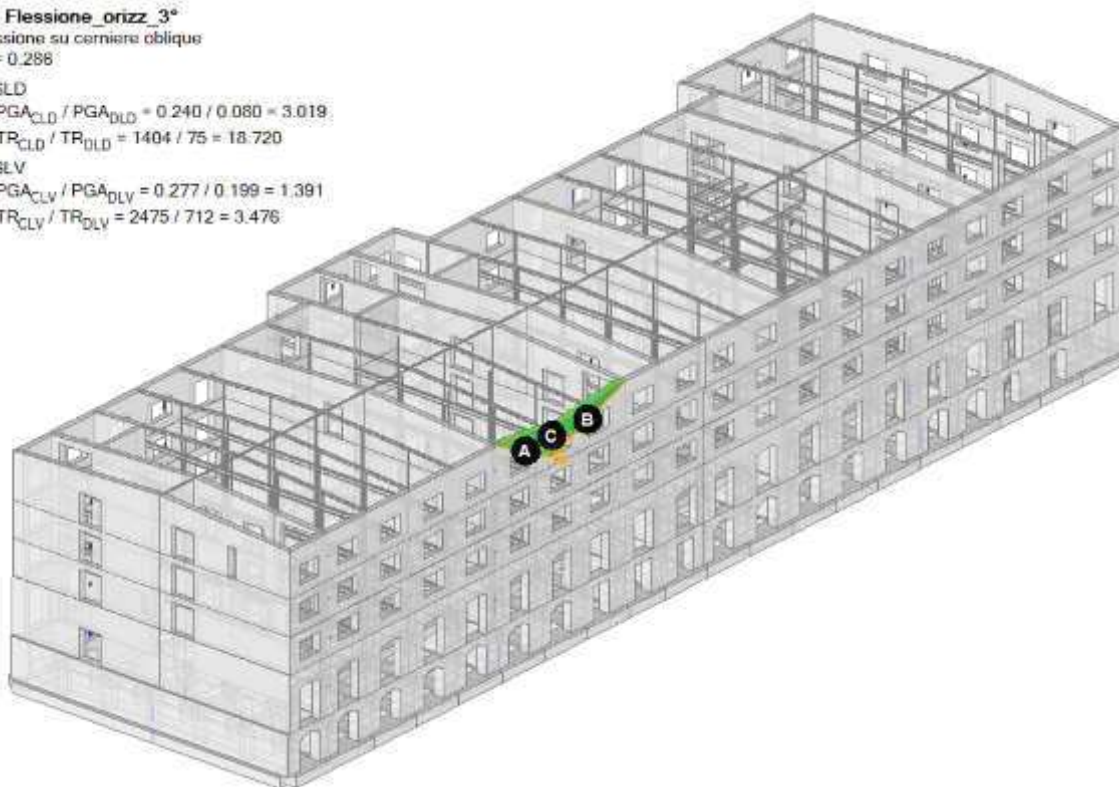 Flessione_orizz_3°
ssione su cerniere oblique
= 0.286
SLD
PGA_CLD / PGA_DLD = 0.240 / 0.080 = 3.019
TR_CLD / TR_DLD = 1404 / 75 = 18.720
SLV
PGA_CLV / PGA_DLV = 0.277 / 0.199 = 1.391
TR_CLV / TR_DLV = 2475 / 712 = 3.476
A
C
B